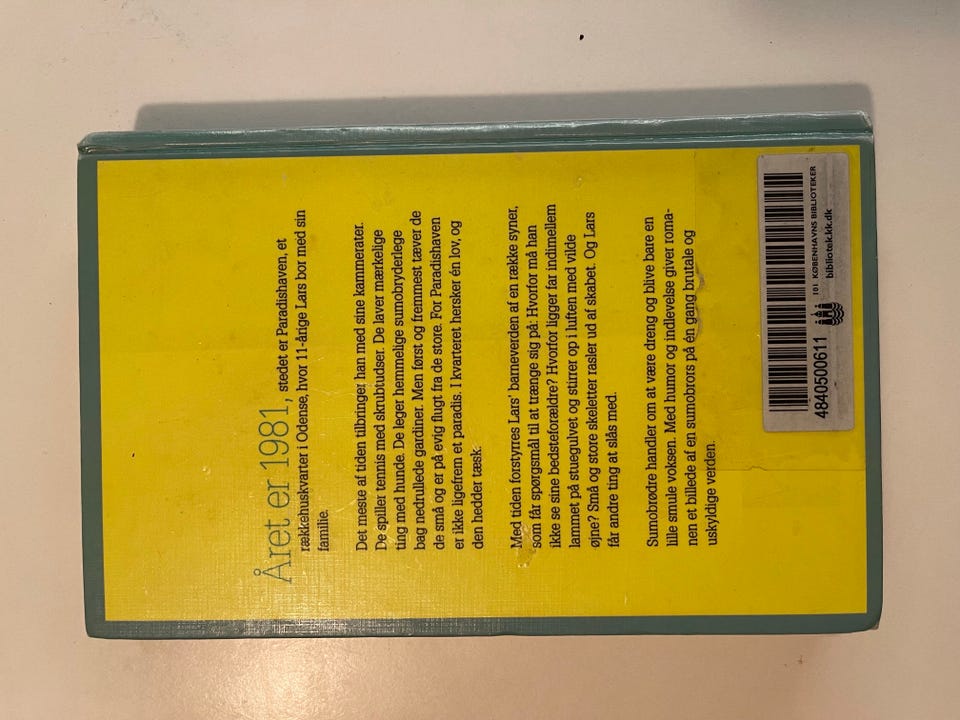 Året er 1981, stedet er Paradishaven, et
rækkehuskvarter i Odense, hvor 11-årige Lars bor med sin
familie.
Det meste af tiden tilbringer han med sine kammerater.
De spiller tennis med skrubtudser. De laver mærkelige
ting med hunde. De leger hemmelige sumobryderlege
bag nedrullede gardiner. Men først og fremmest tæver de
de små og er på evig flugt fra de store. For Paradishaven
er ikke ligefrem et paradis. I kvarteret hersker én lov, og
den hedder tæsk.
Med tiden forstyrres Lars' barneverden af en række syner,
som får spørgsmål til at trænge sig på: Hvorfor må han
ikke se sine bedsteforældre? Hvorfor ligger far indimellem
lammet på stuegulvet og stirrer op i luften med vilde
øjne? Små og store skeletter rasler ud af skabet. Og Lars
får andre ting at slås med.
Sumobrødre handler om at være dreng og blive bare en
lille smule voksen. Med humor og indlevelse giver roma-
nen et billede af en sumobrors på én gang brutale og
uskyldige verden.
4840500611
101 KØBENHAVNS BIBLIOTEKER
bibliotek.kk.dk